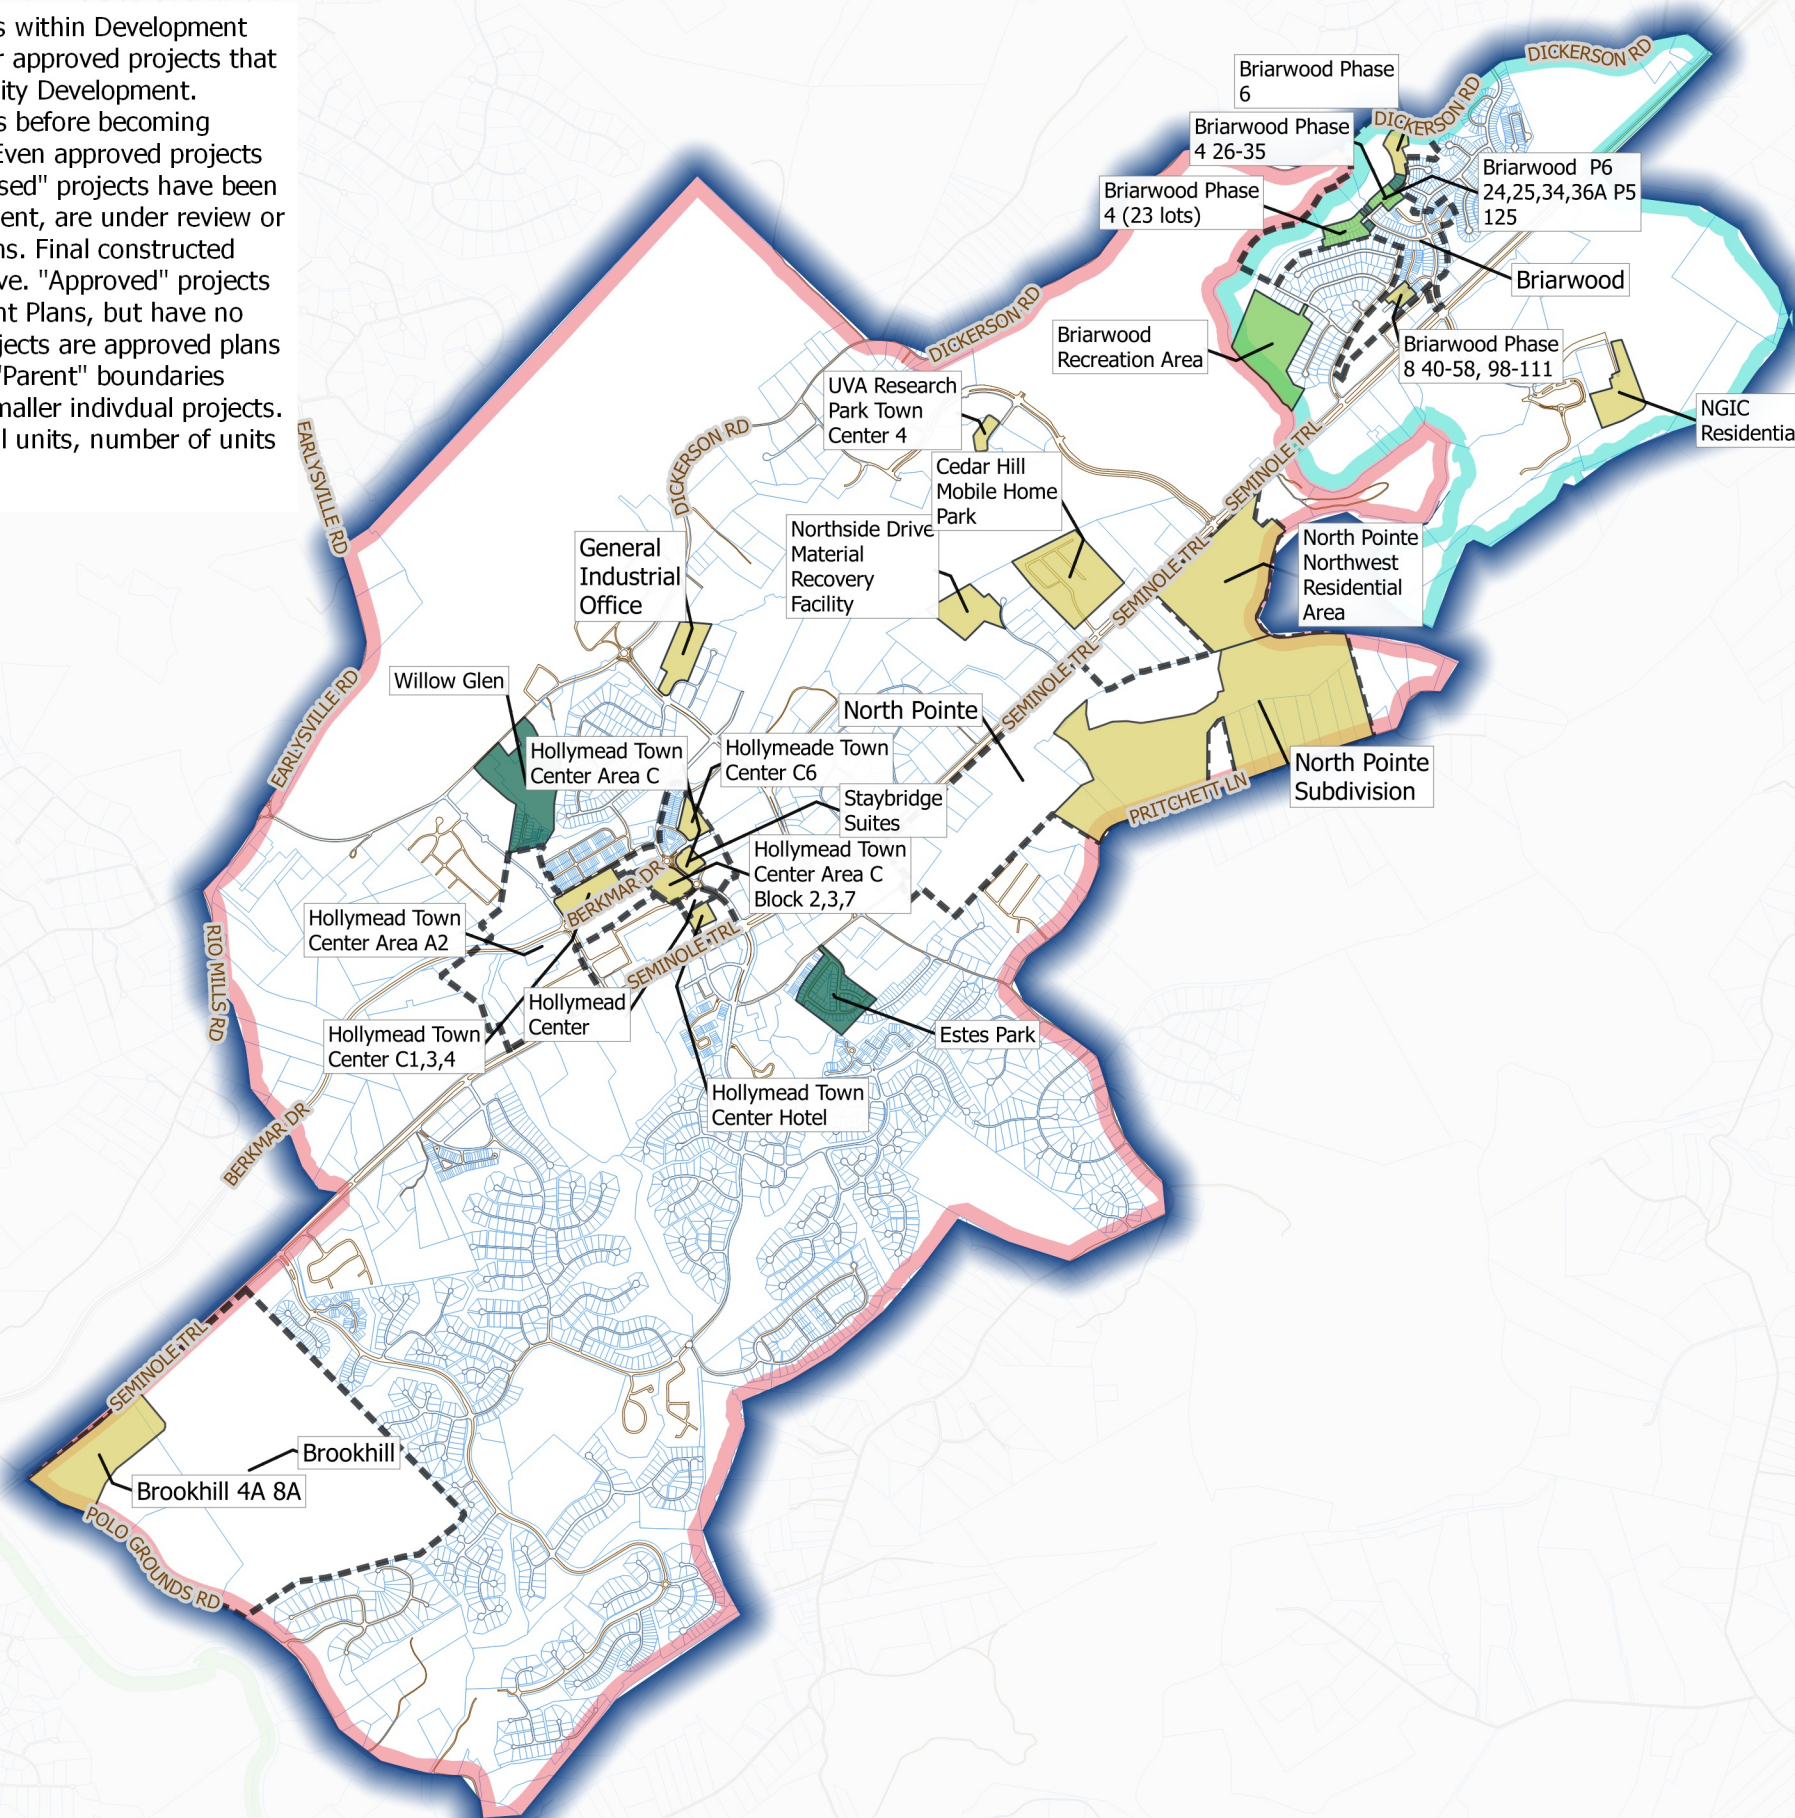 s within Development
r approved projects that
ity Development.
s before becoming
Even approved projects
sed" projects have been
ent, are under review or
ns. Final constructed
ve. "Approved" projects
nt Plans, but have no
jects are approved plans
"Parent" boundaries
maller indivdual projects.
l units, number of units
DICKERSON RD
Briarwood Phase
6
DICKERSON RD
Briarwood Phase
4 26-35
Briarwood P6
24,25,34,36A P5
125
Briarwood Phase
4 (23 lots)
Briarwood
DICKERSON RD
Briarwood
Recreation Area
Briarwood Phase
8 40-58, 98-111
NGIC
Residentia
UVA Research
Park Town
Center 4
DICKERSON RD
EARLYSVILLE RD
SEMINOLE TRL
Cedar Hill
Mobile Home
Park
Northside Drive
Material
Recovery
Facility
General
Industrial
Office
North Pointe
Northwest
Residential
Area
SEMINOLE TRL
Willow Glen
EARLYSVILLE RD
SEMINOLE TRL
North Pointe
Hollymead Town
Center Area C
Hollymeade Town
Center C6
North Pointe
Subdivision
PRITCHETT LN
Staybridge
Suites
Hollymead Town
Center Area C
Block 2,3,7
BERKMAR DR
Hollymead Town
Center Area A2
SEMINOLE TRL
RIO MILLS RD
Hollymead
Center
Hollymead Town
Center C1,3,4
Estes Park
Hollymead Town
Center Hotel
BERKMAR DR
SEMINOLE TRL
Brookhill
Brookhill 4A 8A
POLO GROUNDS RD